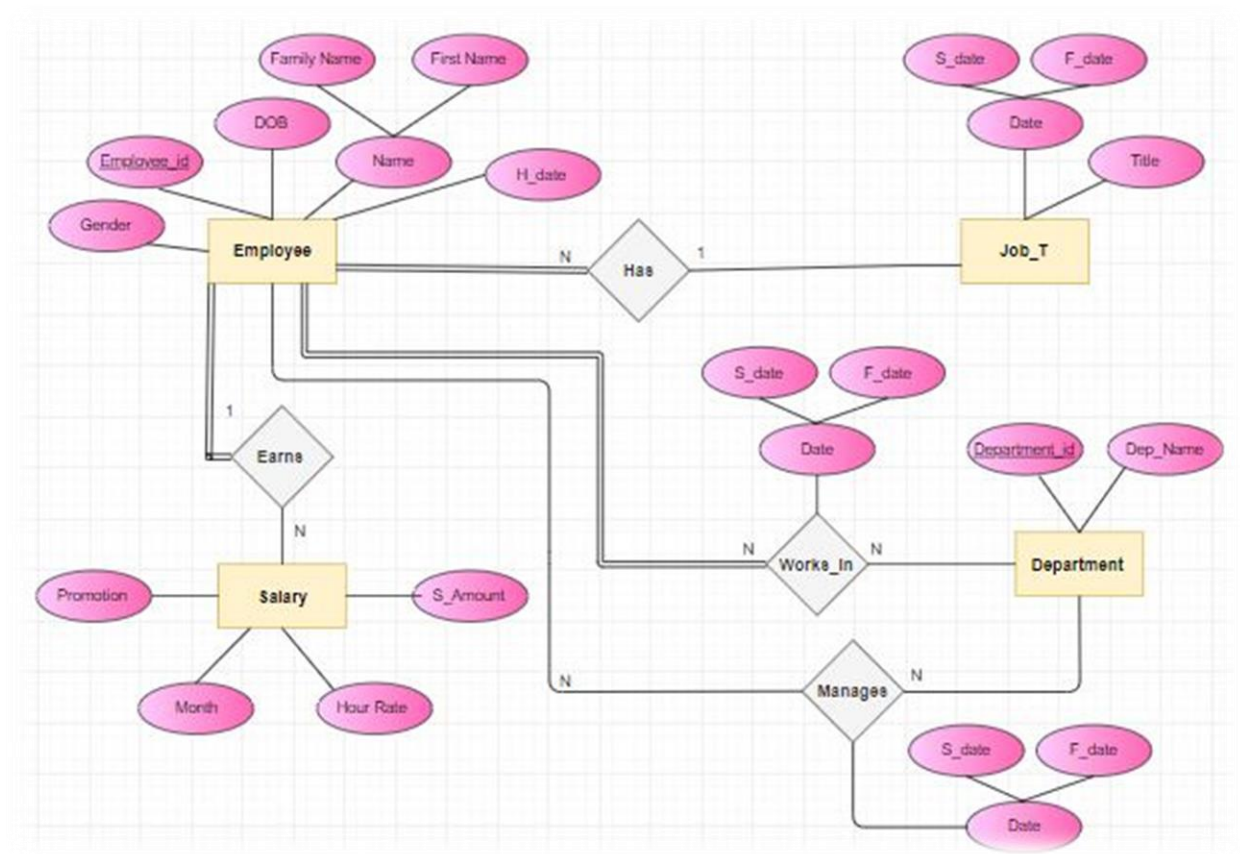 Family Name
First Name
S_date
F_date
DOB
Date
Employee_id
Name
Title
H_date
Gender
Employee
N
Has
1
Job_T
S_date
F_date
1
Earns
Date
Department_id
Dep_Name
N
N
Works_In
N
Department
Promotion
Salary
S_Amount
Month
Hour Rate
N
Manages
N
S_date
F_date
Date